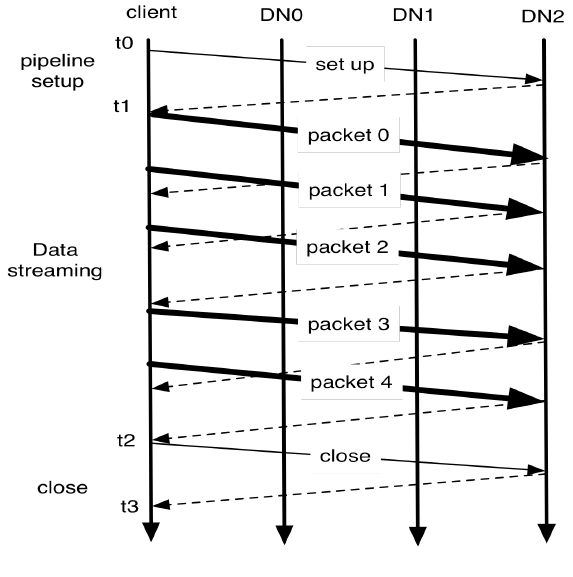 client DN0 DN1 DN2
t0
pipeline
setup
set up
t1
packet 0
packet 1
Data
streaming
packet 2
packet 3
packet 4
t2
close
close
t3